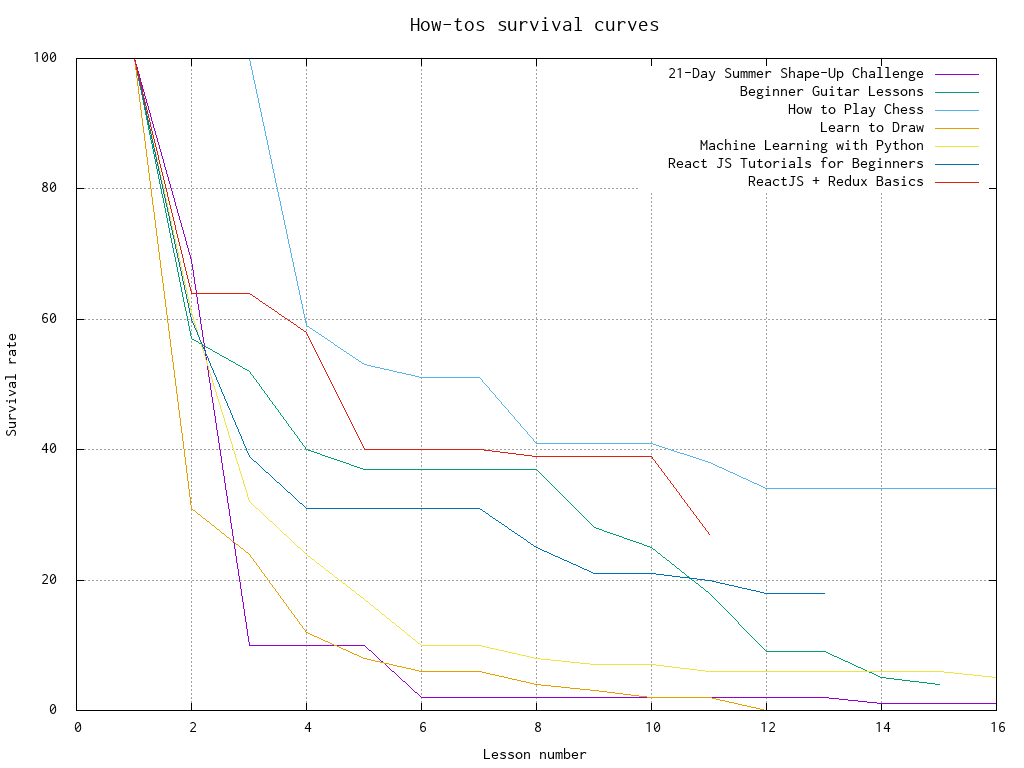 How-tos survival curves
100
80
60
40
20
0
Survival rate
21-Day Summer Shape-Up Challenge
Beginner Guitar Lessons
How to Play Chess
Learn to Draw
Machine Learning with Python
React JS Tutorials for Beginners
ReactJS + Redux Basics
0 2 4 6 8 10 12 14 16
Lesson number